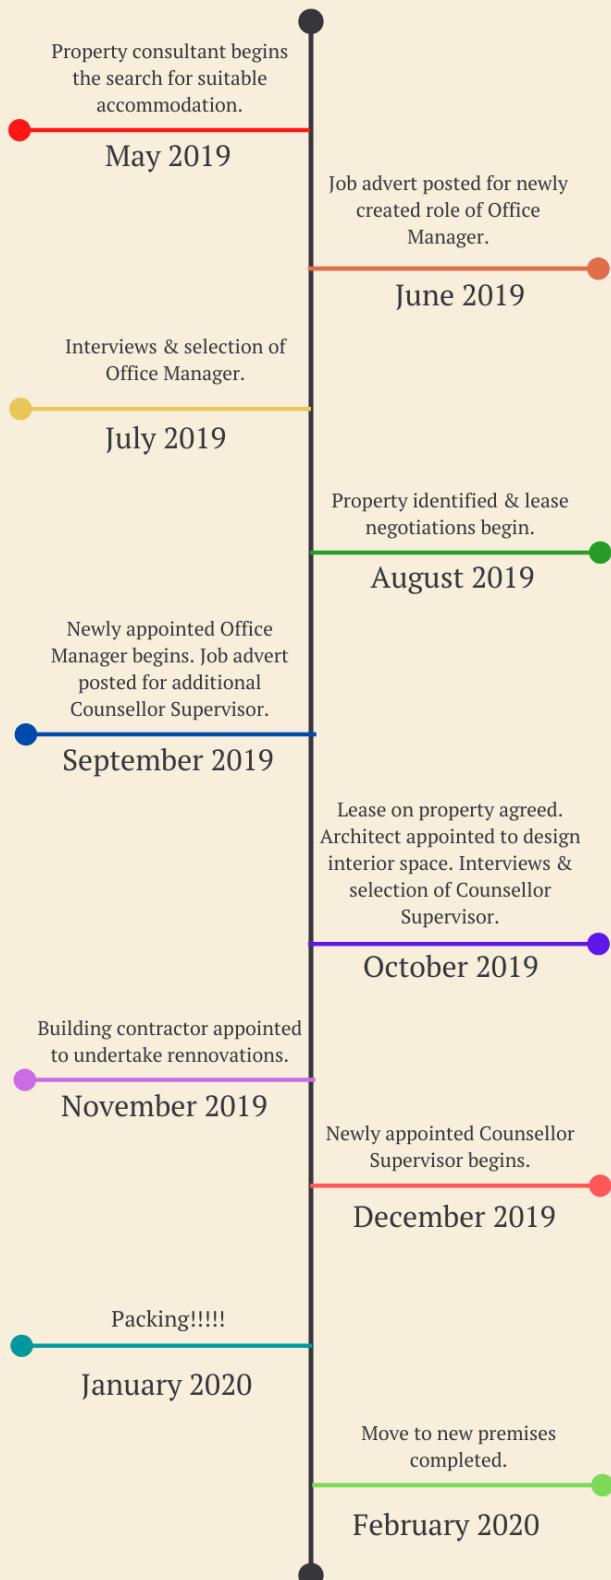 Property consultant begins
the search for suitable
accommodation.
May 2019
Job advert posted for newly
created role of Office
Manager.
June 2019
Interviews & selection of
Office Manager.
July 2019
Property identified & lease
negotiations begin.
August 2019
Newly appointed Office
Manager begins. Job advert
posted for additional
Counsellor Supervisor.
September 2019
Lease on property agreed.
Architect appointed to design
interior space. Interviews &
selection of Counsellor
Supervisor.
October 2019
Building contractor appointed
to undertake rennovations.
November 2019
Newly appointed Counsellor
Supervisor begins.
December 2019
Packing!!!!!
January 2020
Move to new premises
completed.
February 2020